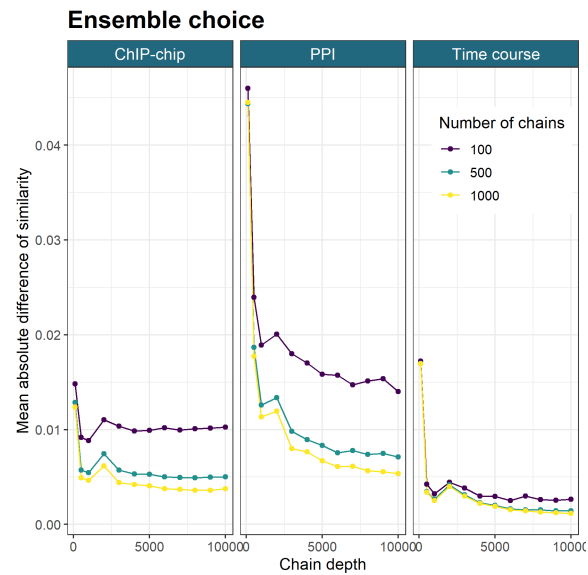 Ensemble choice
ChIP-chip PPI Time course
Number of chains
100
500
1000
0.04
0.03
0.02
0.01
0.00
Mean absolute difference of similarity
0 5000 10000 0 5000 10000 0 5000 10000
Chain depth